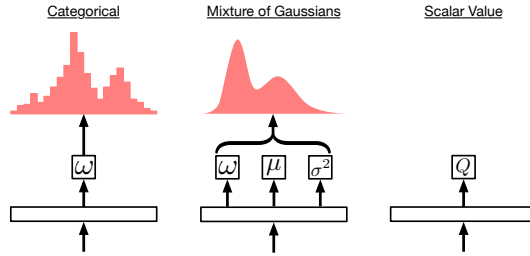 Categorical
Mixture of Gaussians
Scalar Value
ω
ω
μ
σ²
Q